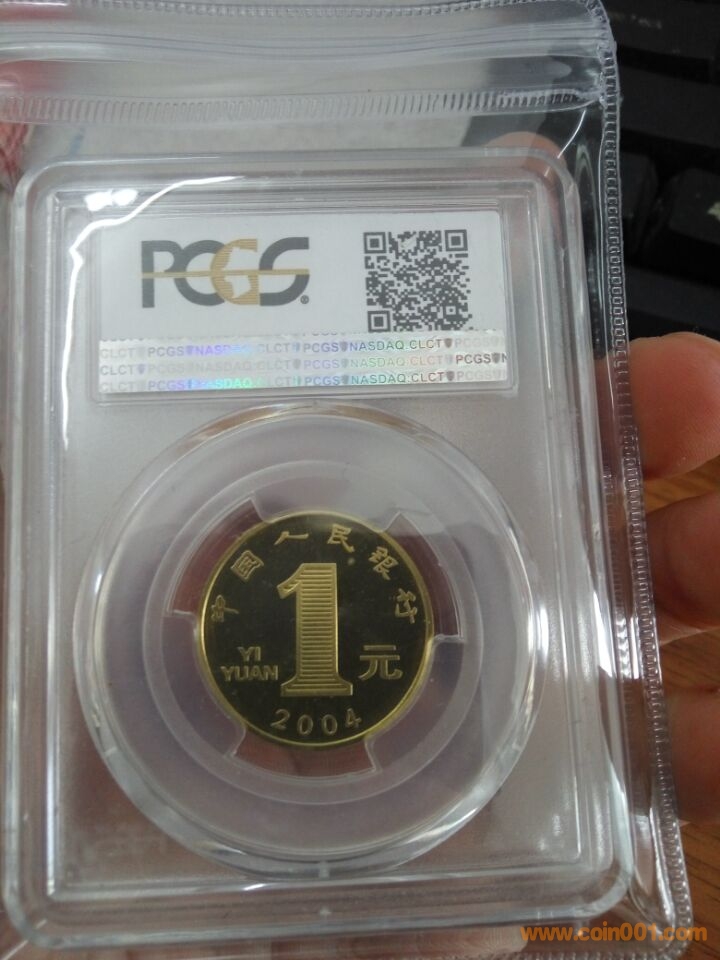 PCGS®
CLCT PCGS NASDAQ.CLCT PCGS NASDAQ.CLCT PCGS
CLCT PCGS NASDAQ.CLCT PCGS NASDAQ.CLCT PCGS N
CLCT PCGS NASDAQ.CLCT PCGS NASDAQ.CLCT PCGS
中国人民银行
1
YI
YUAN
元
2004
www.coin001.com